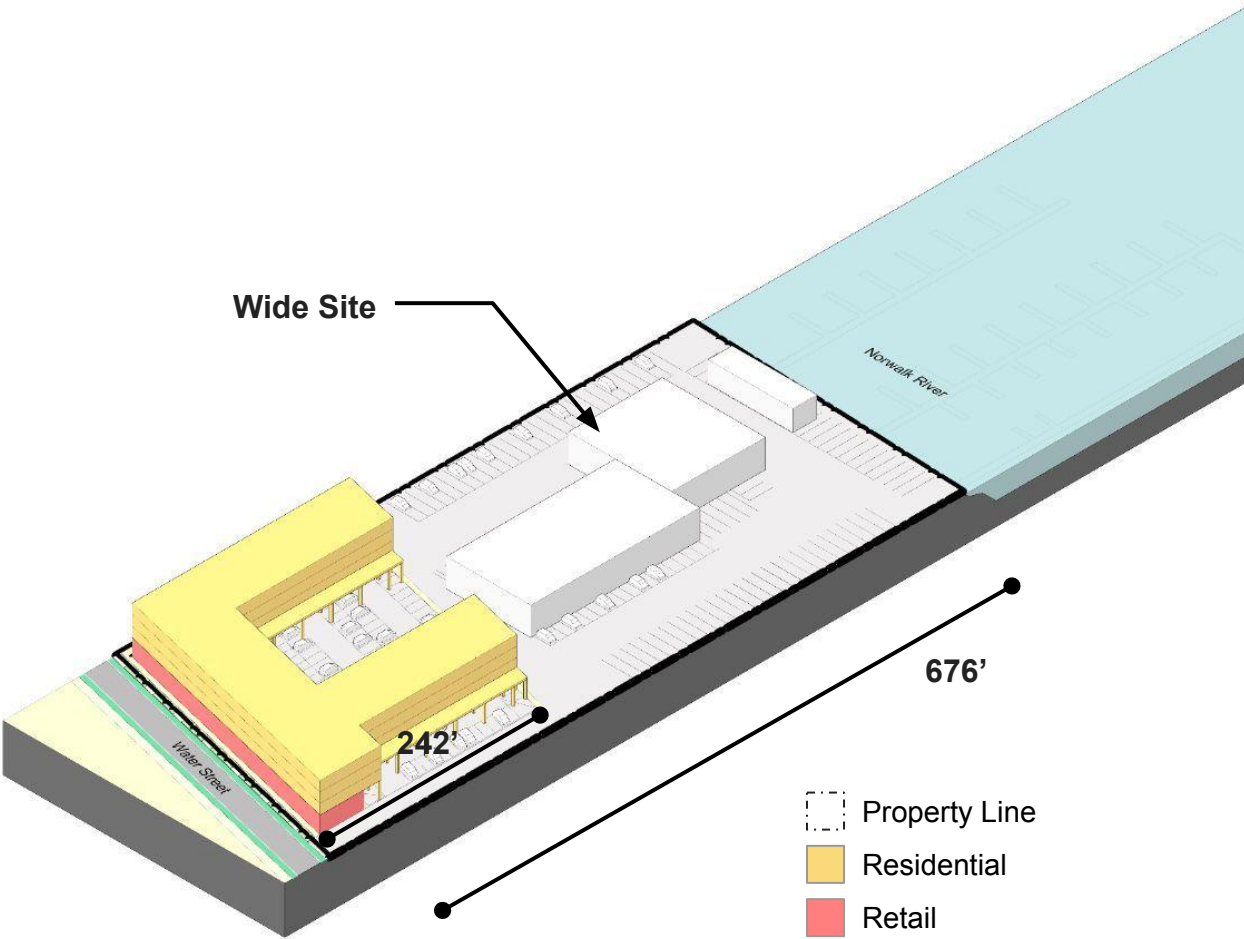 Wide Site
Norwalk River
676’
242’
Water Street
Property Line
Residential
Retail